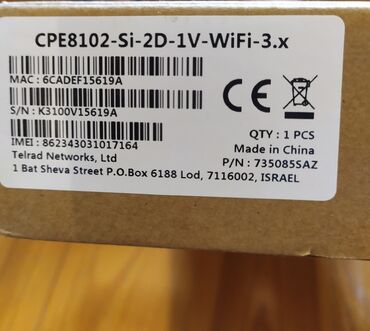 CPE8102-Si-2D-1V-WiFi-3.x
MAC : 6CADEF15619A
S/N : K3100V15619A
IMEI : 862343031017164
QTY : 1 PCS
Made in China
Telrad Networks, Ltd
P/N : 735085SAZ
1 Bat Sheva Street P.O.Box 6188 Lod, 7116002, ISRAEL